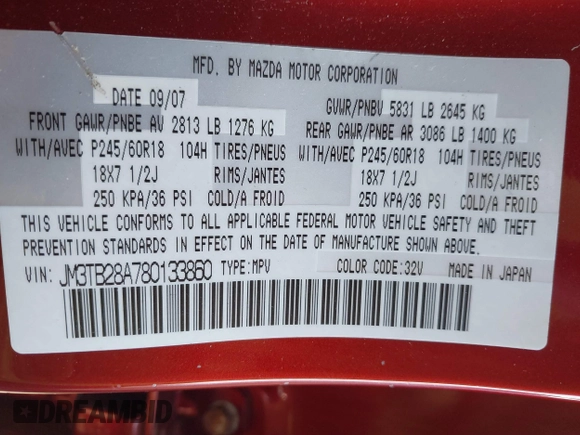 MFD. BY MAZDA MOTOR CORPORATION
DATE 09/07 GVWR/PNBV 5831 LB 2645 KG
FRONT GAWR/PNBE AV 2813 LB 1276 KG REAR GAWR/PNBE AR 3086 LB 1400 KG
WITH/AVEC P245/60R18 104H TIRES/PNEUS WITH/AVEC P245/60R18 104H TIRES/PNEUS
18X7 1/2J RIMS/JANTES 18X7 1/2J RIMS/JANTES
250 KPA/36 PSI COLD/A FROID 250 KPA/36 PSI COLD/A FROID
THIS VEHICLE CONFORMS TO ALL APPLICABLE FEDERAL MOTOR VEHICLE SAFETY AND THEFT
PREVENTION STANDARDS IN EFFECT ON THE DATE OF MANUFACTURE SHOWN ABOVE.
VIN: JM3TB28A780133860 TYPE:MPV COLOR CODE:32V MADE IN JAPAN
DREAMBID